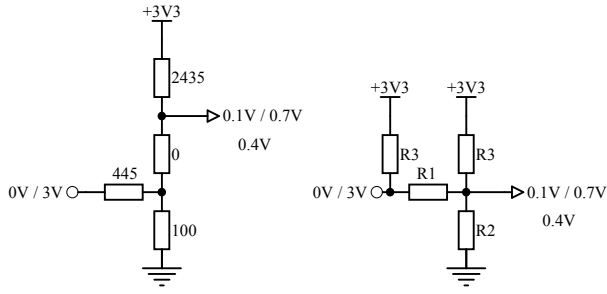 +3V3
2435
0.1V / 0.7V
0.4V
0
445
0V / 3V
100
+3V3
+3V3
R3
R3
0V / 3V
R1
0.1V / 0.7V
0.4V
R2